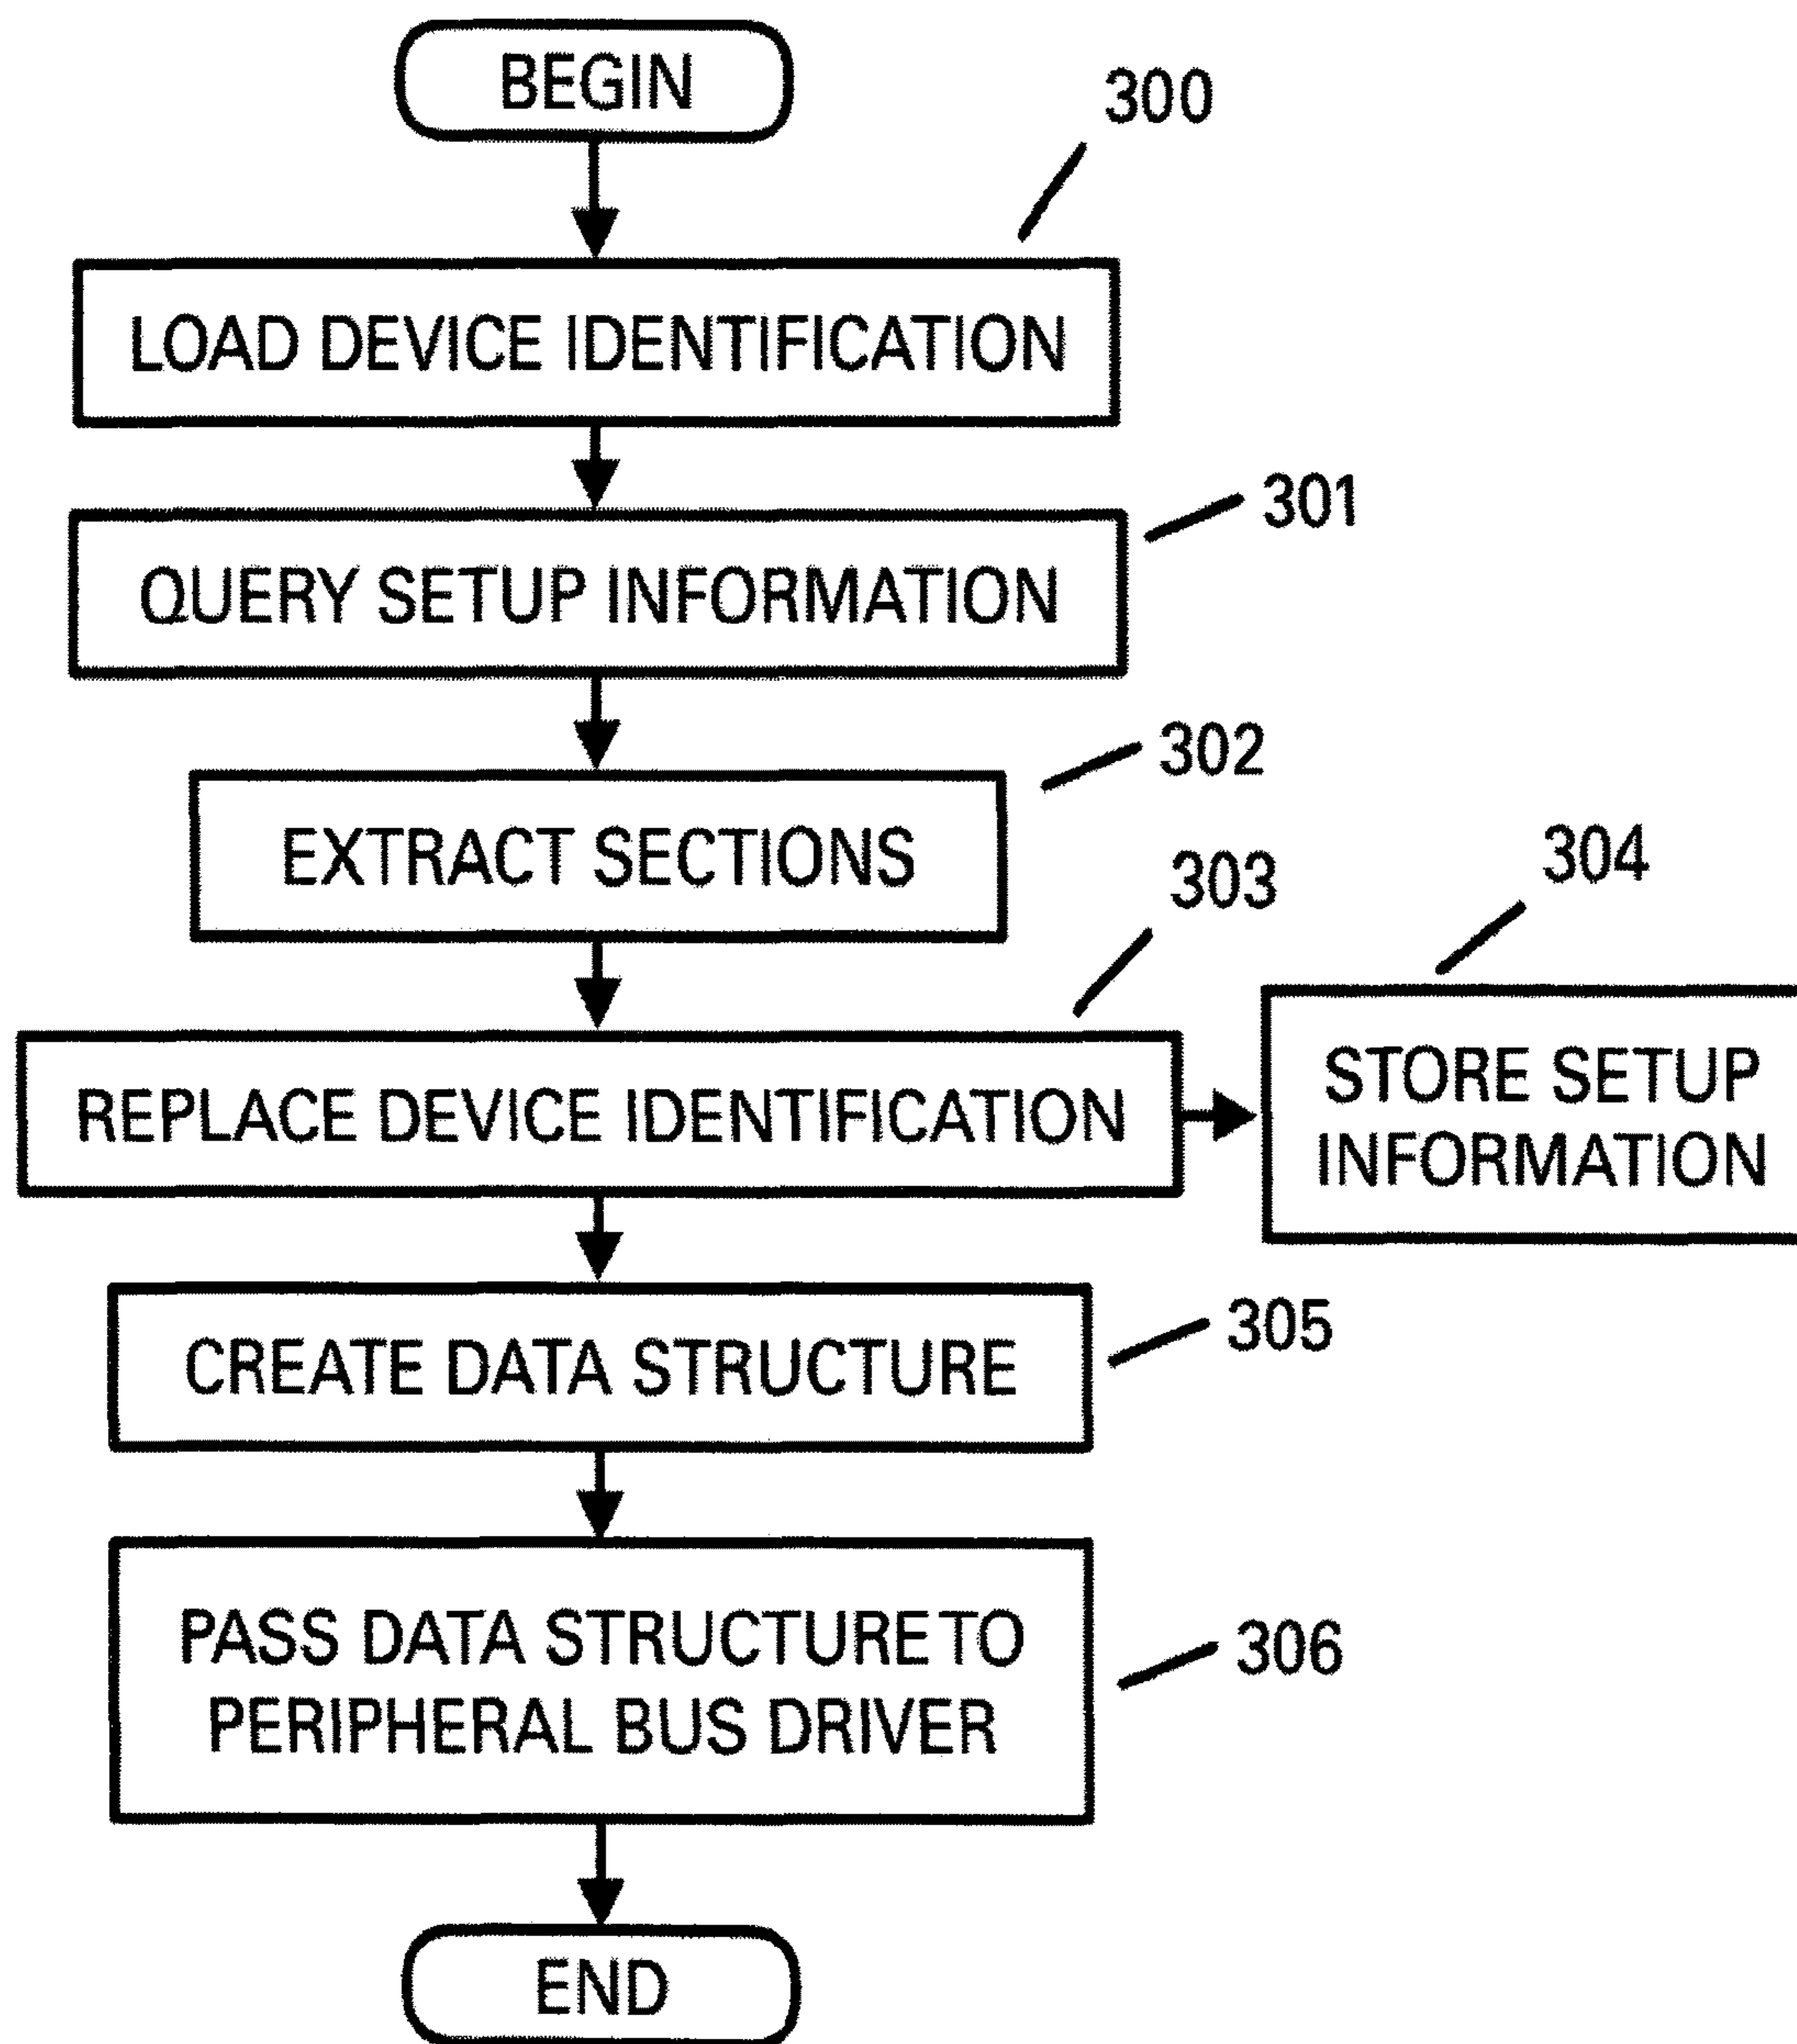 BEGIN
300
LOAD DEVICE IDENTIFICATION
301
QUERY SETUP INFORMATION
302
EXTRACT SECTIONS
303
304
REPLACE DEVICE IDENTIFICATION
STORE SETUP
INFORMATION
305
CREATE DATA STRUCTURE
306
PASS DATA STRUCTURE TO
PERIPHERAL BUS DRIVER
END